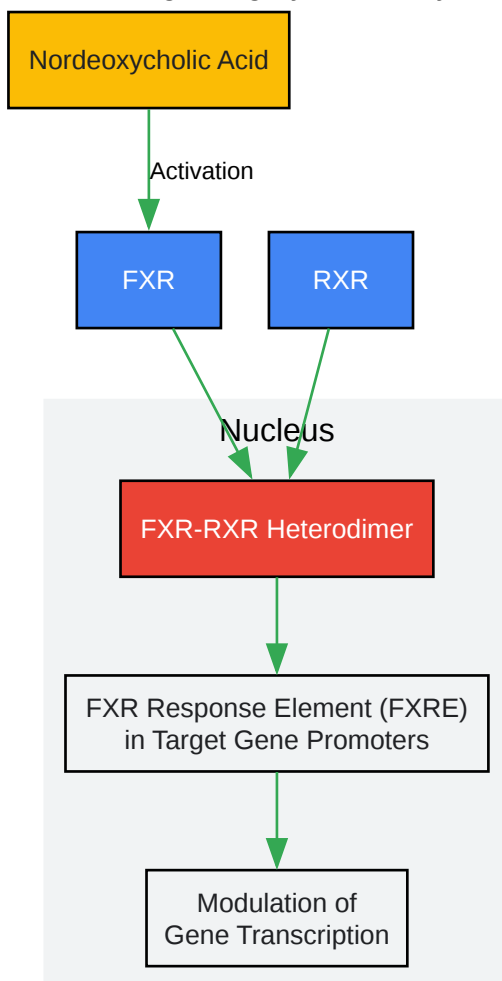 Nordeoxycholic Acid
Activation
FXR
RXR
Nucleus
FXR-RXR Heterodimer
FXR Response Element (FXRE)
in Target Gene Promoters
Modulation of
Gene Transcription